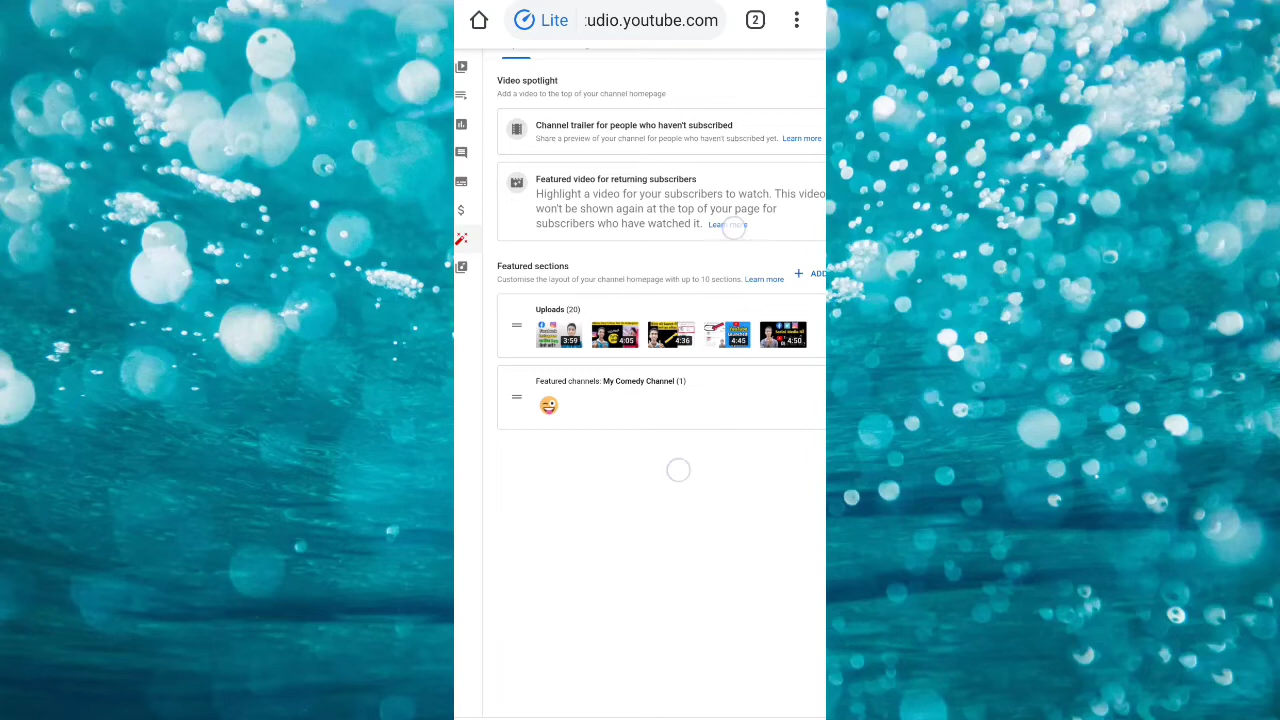 Lite
:udio.youtube.com
2
Video spotlight
Add a video to the top of your channel homepage
Channel trailer for people who haven't subscribed
Share a preview of your channel for people who haven't subscribed yet. Learn more
Featured video for returning subscribers
Highlight a video for your subscribers to watch. This video
won't be shown again at the top of your page for
subscribers who have watched it. Learn more
Featured sections
Customise the layout of your channel homepage with up to 10 sections. Learn more
ADD
Uploads (20)
3:59
4:05
4:36
4:45
4:50
Featured channels: My Comedy Channel (1)